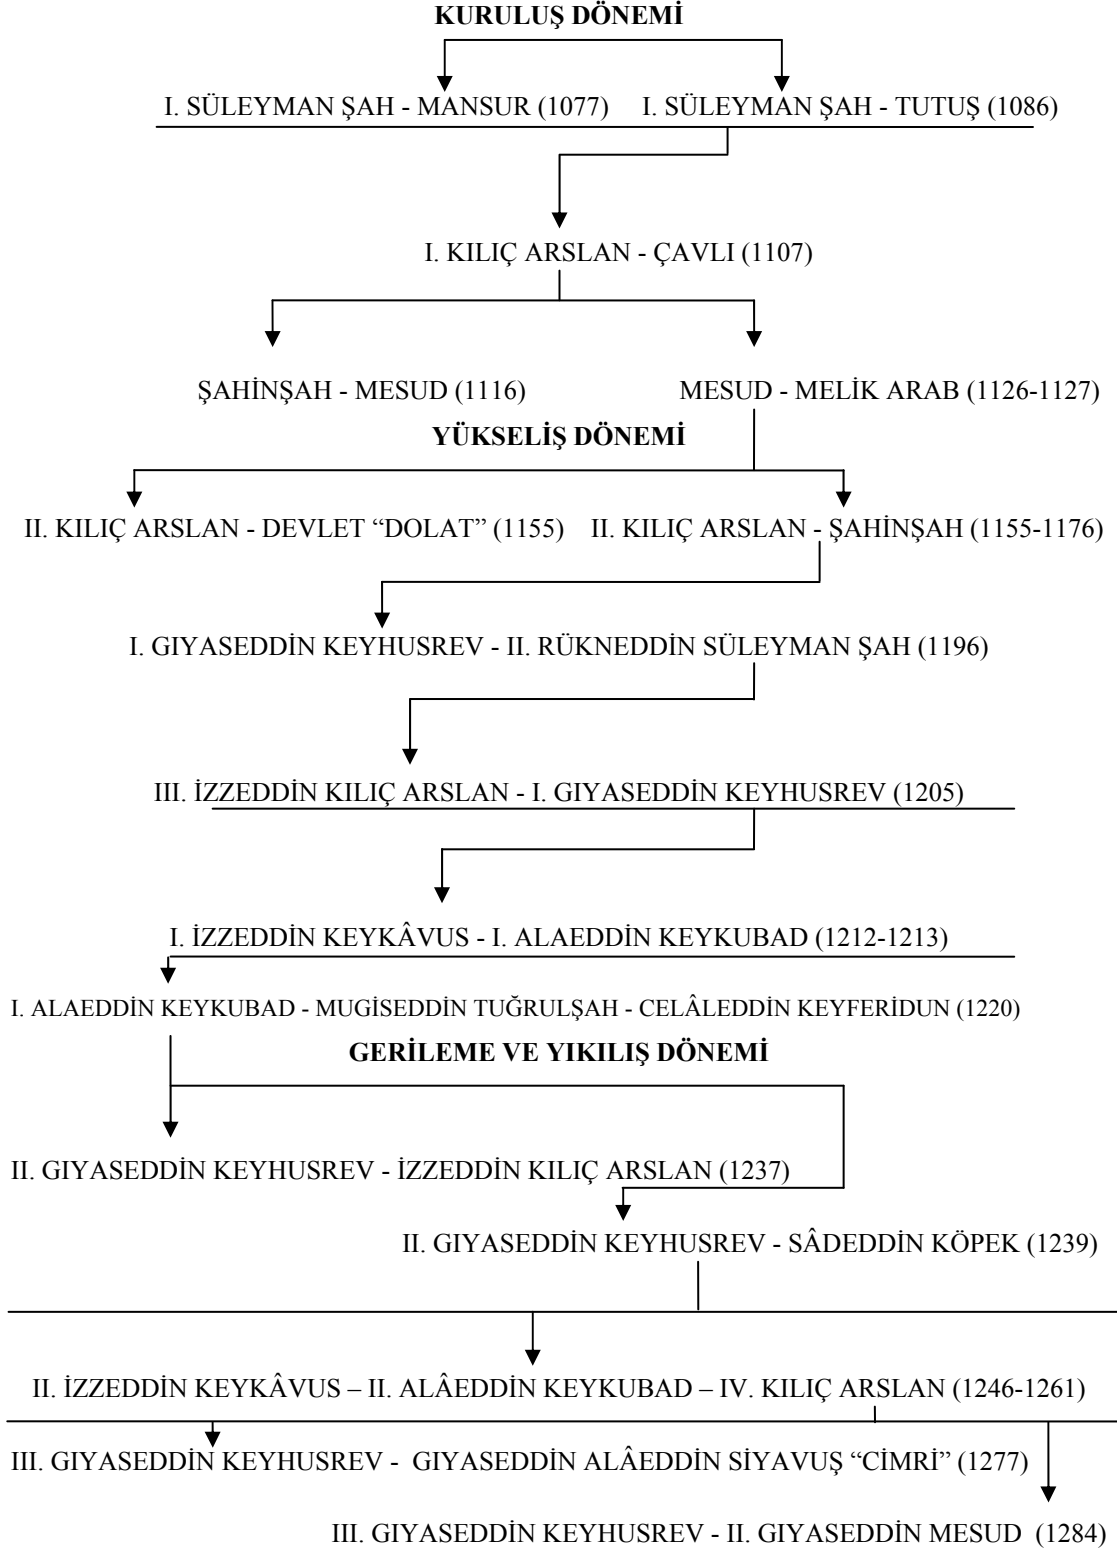 KURULUŞ DÖNEMİ
I. SÜLEYMAN ŞAH - MANSUR (1077) I. SÜLEYMAN ŞAH - TUTUŞ (1086)
I. KILIÇ ARSLAN - ÇAVLI (1107)
ŞAHİNŞAH - MESUD (1116) MESUD - MELİK ARAB (1126-1127)
YÜKSELİŞ DÖNEMİ
II. KILIÇ ARSLAN - DEVLET “DOLAT” (1155) II. KILIÇ ARSLAN - ŞAHİNŞAH (1155-1176)
I. GIYASEDDİN KEYHUSREV - II. RÜKNEDDİN SÜLEYMAN ŞAH (1196)
III. İZZEDDİN KILIÇ ARSLAN - I. GIYASEDDİN KEYHUSREV (1205)
I. İZZEDDİN KEYKÂVUS - I. ALAEDDİN KEYKUBAD (1212-1213)
I. ALAEDDİN KEYKUBAD - MUGİSEDDİN TUĞRULŞAH - CELÂLEDDİN KEYFERİDUN (1220)
GERİLEME VE YIKILIŞ DÖNEMİ
II. GIYASEDDİN KEYHUSREV - İZZEDDİN KILIÇ ARSLAN (1237)
II. GIYASEDDİN KEYHUSREV - SÂDEDDİN KÖPEK (1239)
II. İZZEDDİN KEYKÂVUS – II. ALÂEDDİN KEYKUBAD – IV. KILIÇ ARSLAN (1246-1261)
III. GIYASEDDİN KEYHUSREV - GIYASEDDİN ALÂEDDİN SİYAVUŞ “CİMRİ” (1277)
III. GIYASEDDİN KEYHUSREV - II. GIYASEDDİN MESUD (1284)